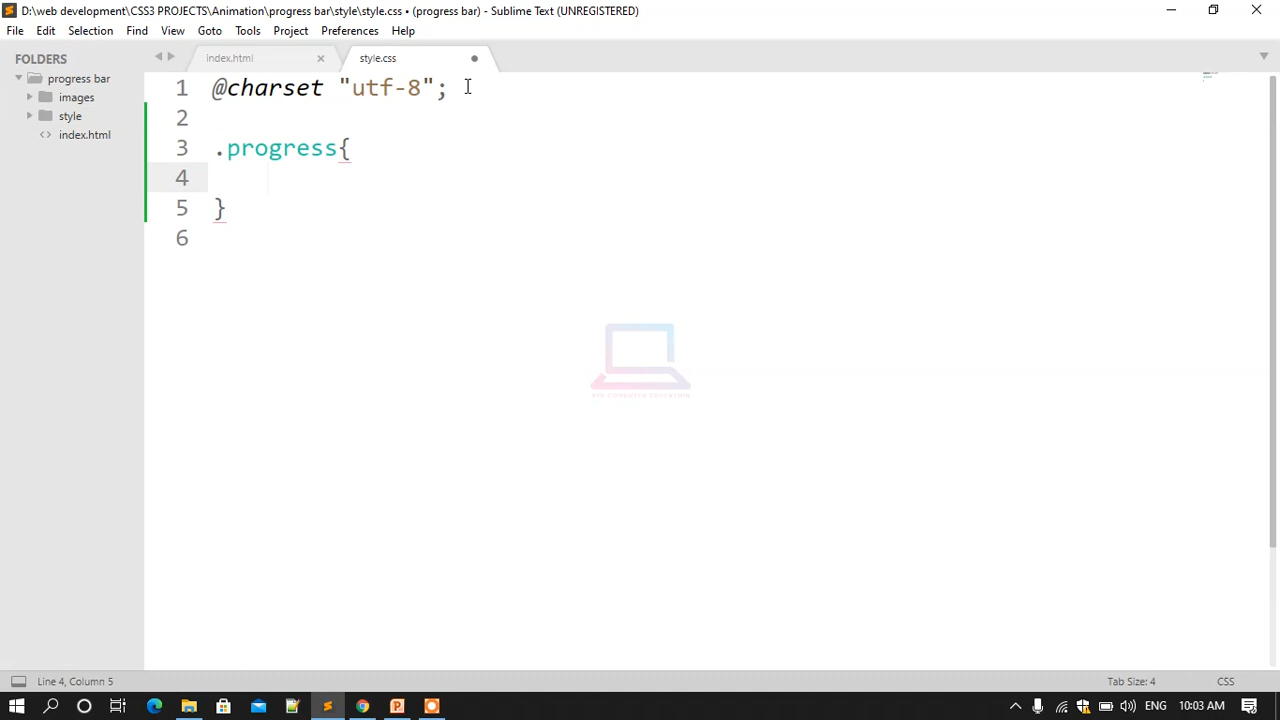 D:\web development\CSS3 PROJECTS\Animation\progress bar\style\style.css • (progress bar) - Sublime Text (UNREGISTERED)
File Edit Selection Find View Goto Tools Project Preferences Help
FOLDERS
progress bar
images
style
index.html
index.html
style.css
1 @charset "utf-8";
2
3 .progress{
4
5 }
6
Line 4, Column 5
Tab Size: 4
CSS
ENG
10:03 AM